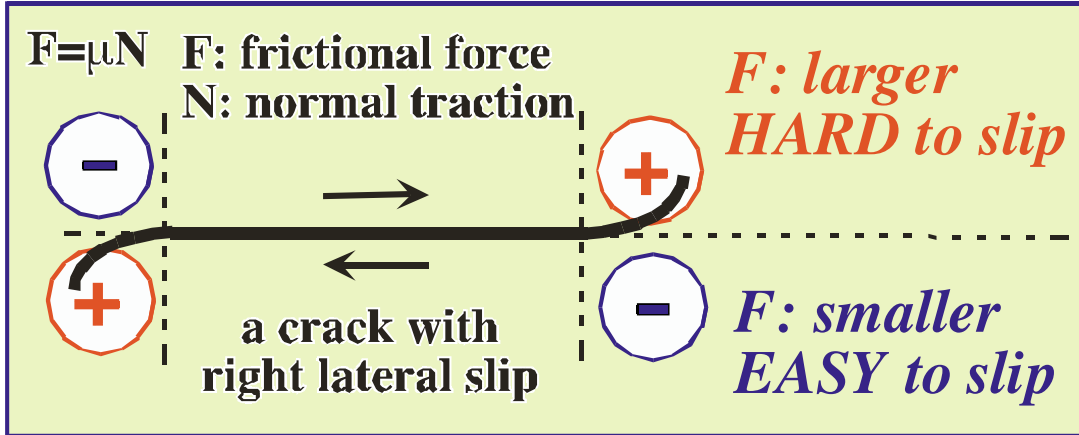 F=μN
F: frictional force
N: normal traction
F: larger
HARD to slip
-
+
+
-
a crack with
right lateral slip
F: smaller
EASY to slip